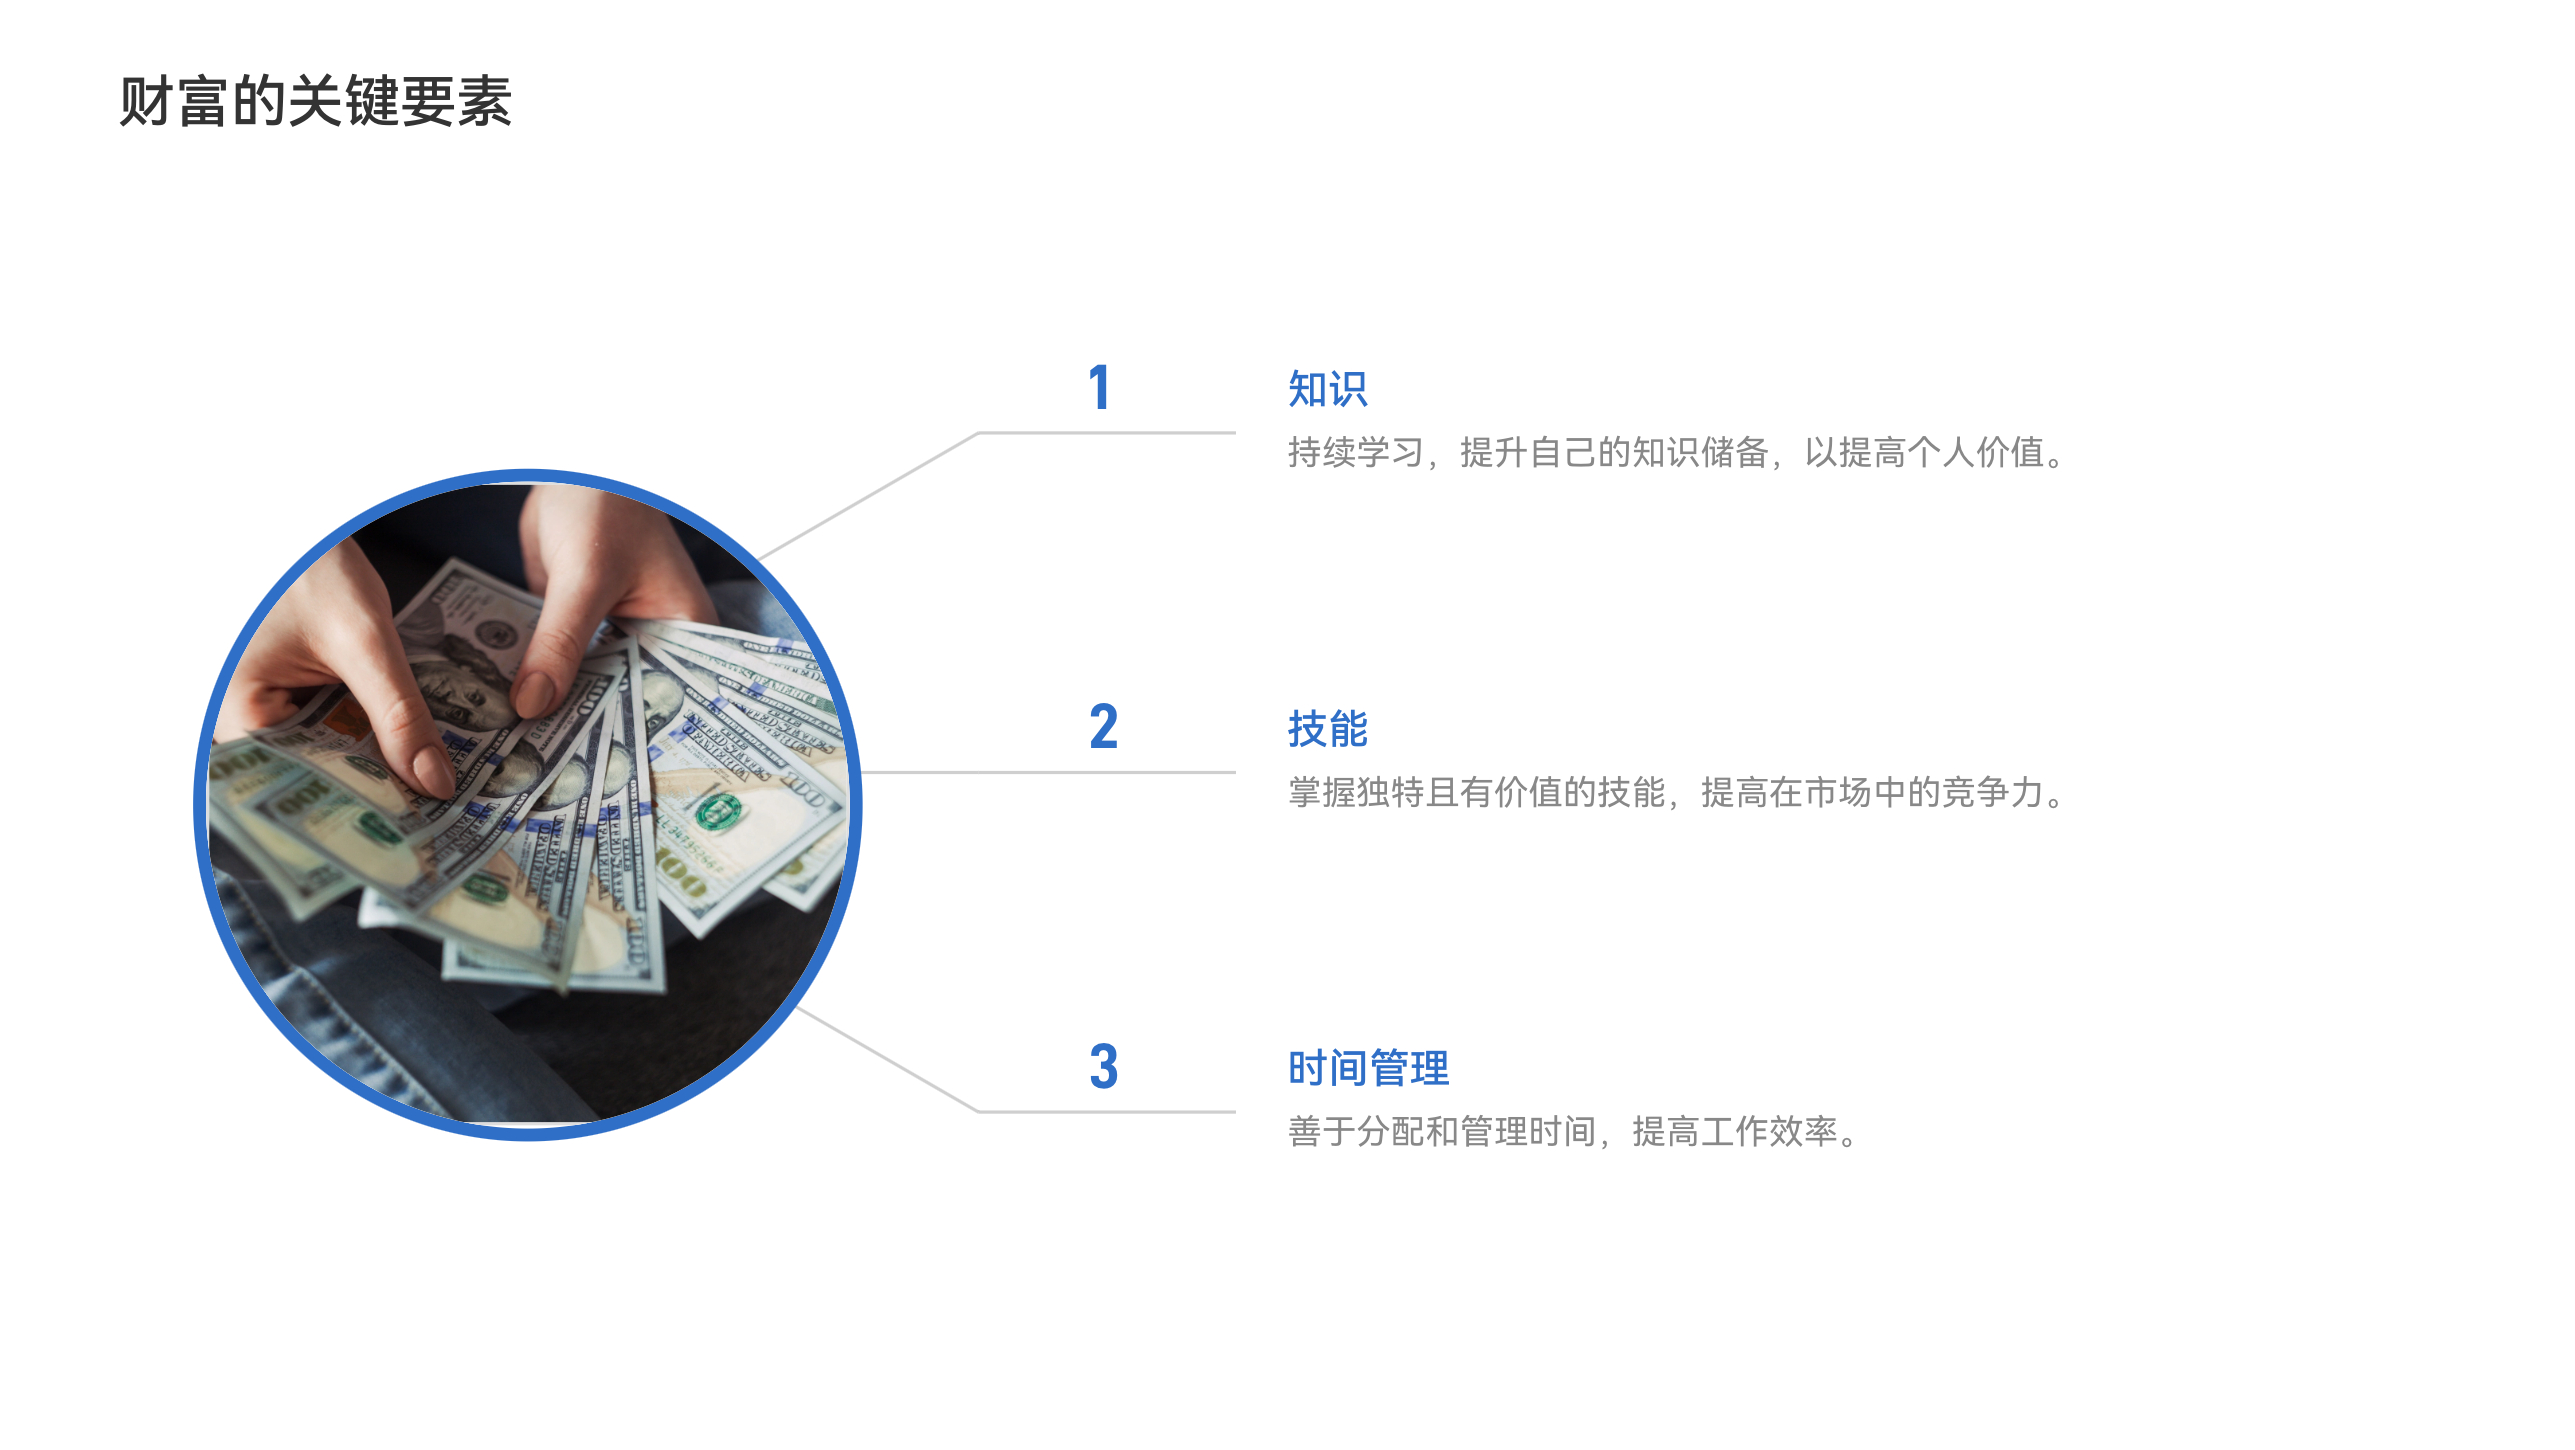 财富的关键要素
1
知识
持续学习，提升自己的知识储备，以提高个人价值。
2
技能
掌握独特且有价值的技能，提高在市场中的竞争力。
3
时间管理
善于分配和管理时间，提高工作效率。
100
100